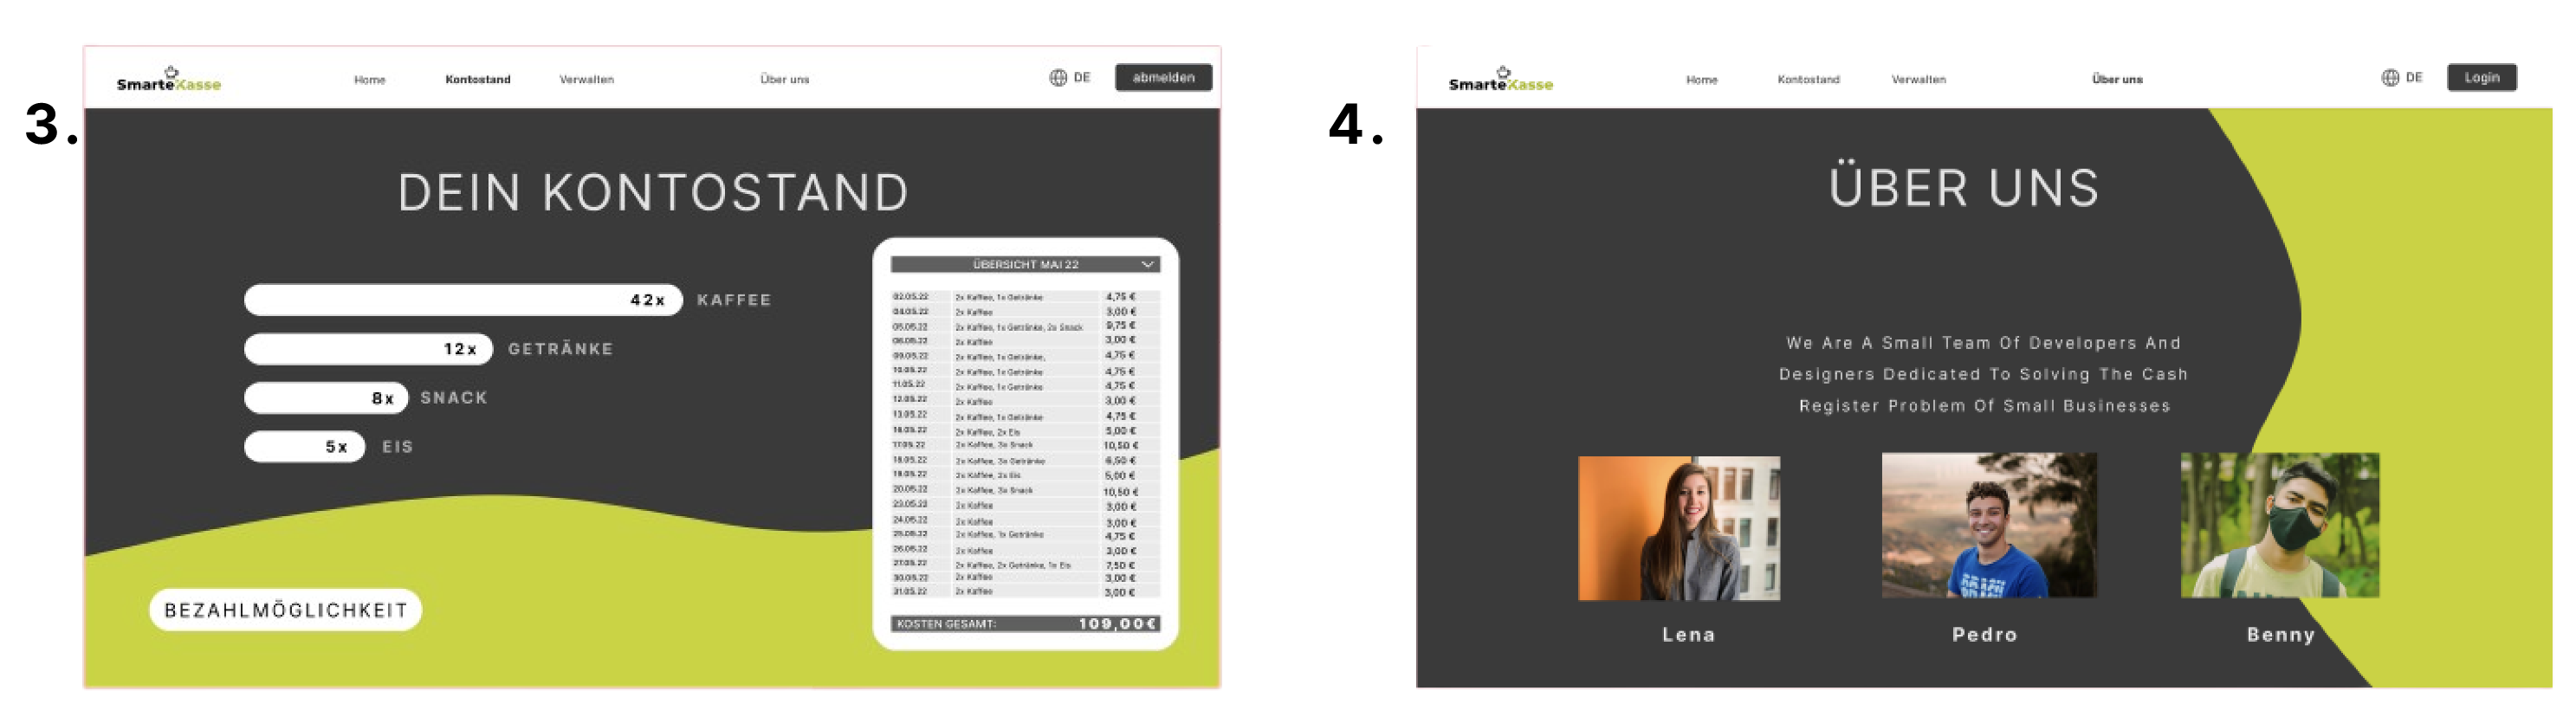 3.
SmarteKasse
Home Kontostand Verwalten Über uns DE abmelden
DEIN KONTOSTAND
42x KAFFEE
12x GETRÄNKE
8x SNACK
5x EIS
BEZAHLMÖGLICHKEIT
ÜBERSICHT MAI 22
02.05.22 2x Kaffee, 1x Getränke 4,75 €
04.05.22 2x Kaffee 3,00 €
05.05.22 2x Kaffee, 1x Getränke, 2x Snack 9,75 €
06.05.22 2x Kaffee 3,00 €
09.05.22 2x Kaffee, 1x Getränke, 4,75 €
10.05.22 2x Kaffee, 1x Getränke 4,75 €
11.05.22 2x Kaffee, 1x Getränke 4,75 €
12.05.22 2x Kaffee 3,00 €
13.05.22 2x Kaffee, 1x Getränke 4,75 €
16.05.22 2x Kaffee, 2x Eis 5,00 €
17.05.22 2x Kaffee, 3x Snack 10,50 €
18.05.22 2x Kaffee, 3x Getränke 6,50 €
19.05.22 2x Kaffee, 2x Eis 5,00 €
20.05.22 2x Kaffee, 3x Snack 10,50 €
23.05.22 2x Kaffee 3,00 €
24.05.22 2x Kaffee 3,00 €
25.05.22 2x Kaffee, 1x Getränke 4,75 €
26.05.22 2x Kaffee 3,00 €
27.05.22 2x Kaffee, 2x Getränke, 1x Eis 7,50 €
30.05.22 2x Kaffee 3,00 €
31.05.22 2x Kaffee 3,00 €
KOSTEN GESAMT: 109,00€
4.
SmarteKasse
Home Kontostand Verwalten Über uns DE Login
ÜBER UNS
We Are A Small Team Of Developers And
Designers Dedicated To Solving The Cash
Register Problem Of Small Businesses
Lena Pedro Benny